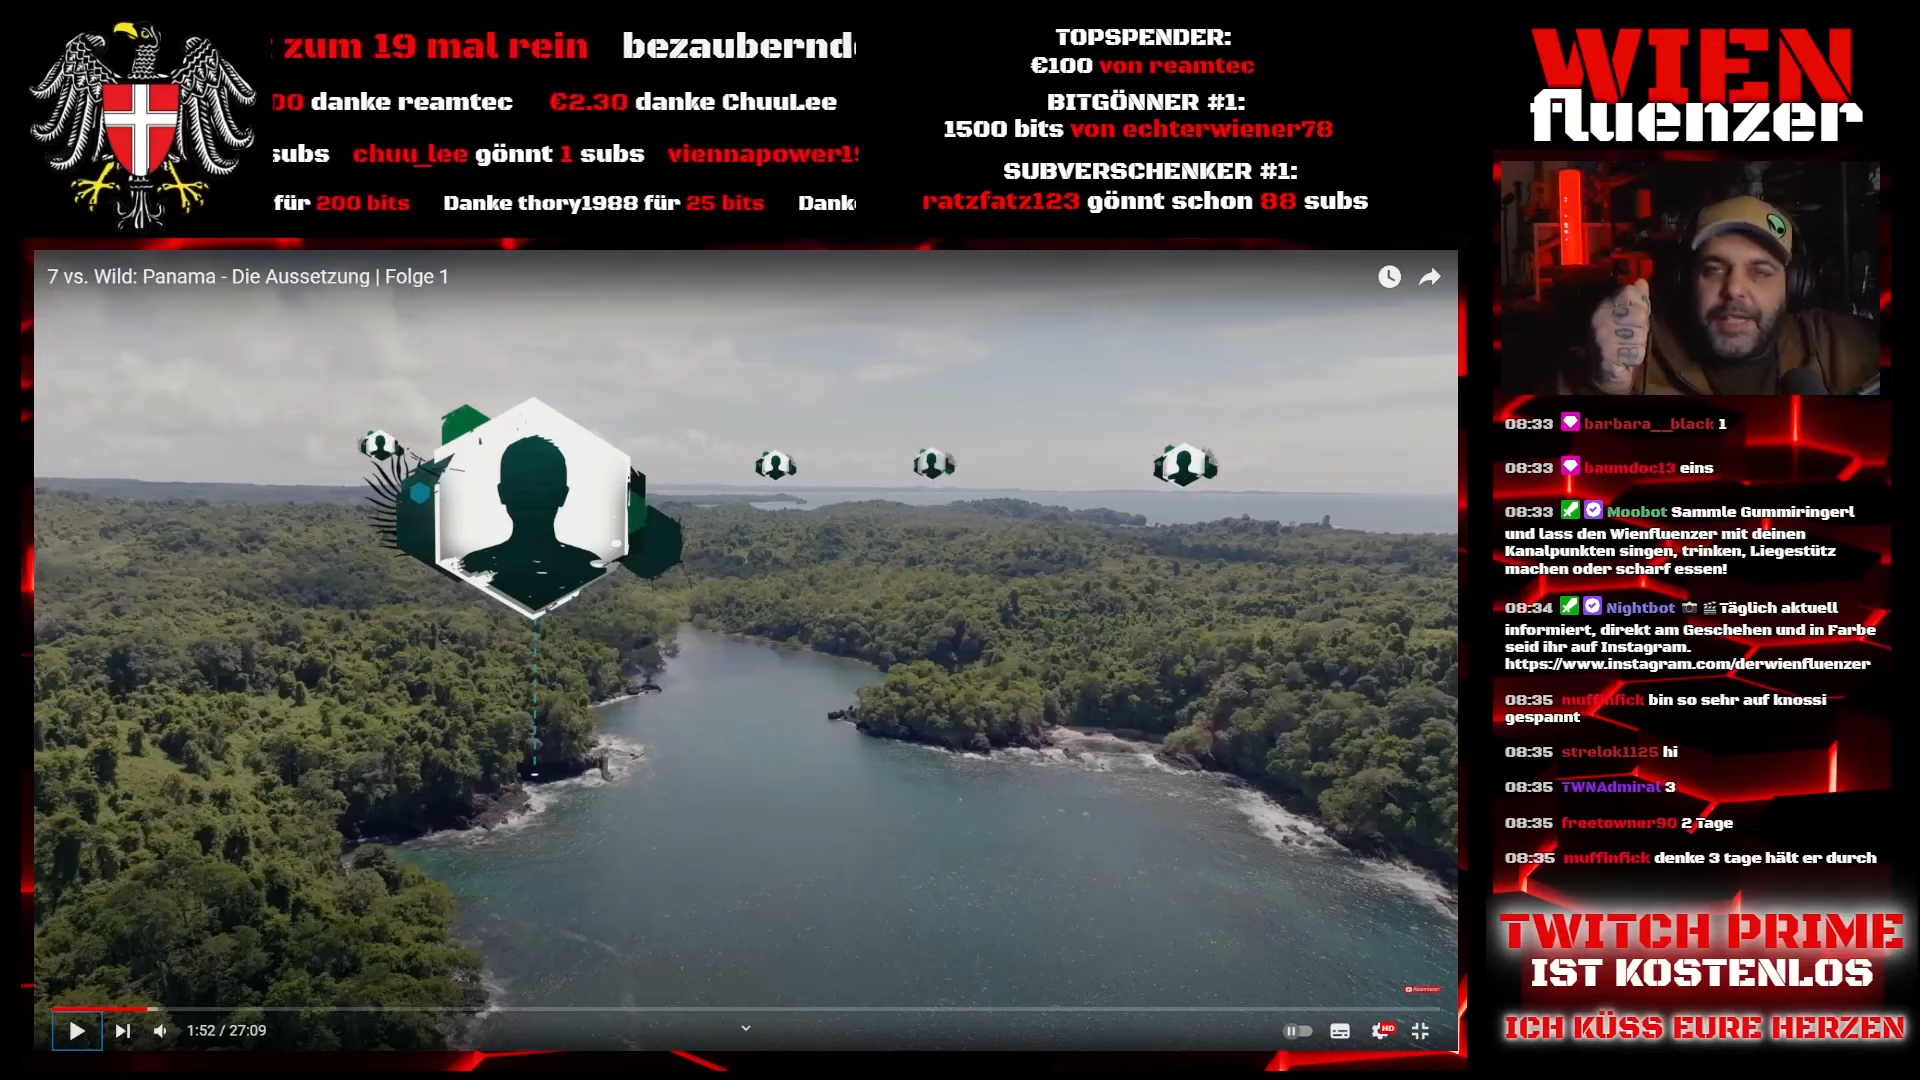 zum 19 mal rein bezaubernd
00 danke reamtec €2.30 danke ChuuLee
subs chuu_lee gönnt 1 subs viennapower1
für 200 bits Danke thory1988 für 25 bits Dank
TOPSPENDER:
€100 von reamtec
BITGÖNNER #1:
1500 bits von echterwiener78
SUBVERSCHENKER #1:
ratzfatz123 gönnt schon 88 subs
WIEN
fluenzer
7 vs. Wild: Panama - Die Aussetzung | Folge 1
1:52 / 27:09
HD
08:33 barbara__black 1
08:33 baumdoc13 eins
08:33 Moobot Sammle Gummiringerl
und lass den Wienfluenzer mit deinen
Kanalpunkten singen, trinken, Liegestütz
machen oder scharf essen!
08:34 Nightbot Täglich aktuell
informiert, direkt am Geschehen und in Farbe
seid ihr auf Instagram.
https://www.instagram.com/derwienfluenzer
08:35 muffinfick bin so sehr auf knossi
gespannt
08:35 strelok1125 hi
08:35 TWNAdmiral 3
08:35 freetowner90 2 Tage
08:35 muffinfick denke 3 tage hält er durch
TWITCH PRIME
IST KOSTENLOS
ICH KÜSS EURE HERZEN